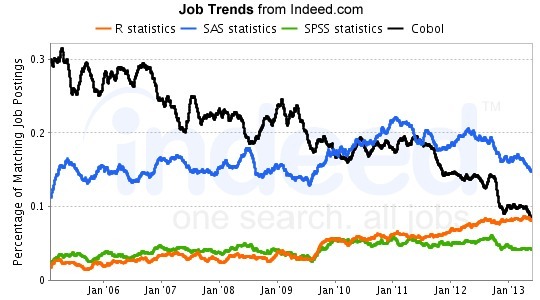 Job Trends from Indeed.com
R statistics SAS statistics SPSS statistics Cobol
Percentage of Matching Job Postings
0.3
0.2
0.1
0
indeed™
one search. all jobs.
Jan '06 Jan '07 Jan '08 Jan '09 Jan '10 Jan '11 Jan '12 Jan '13